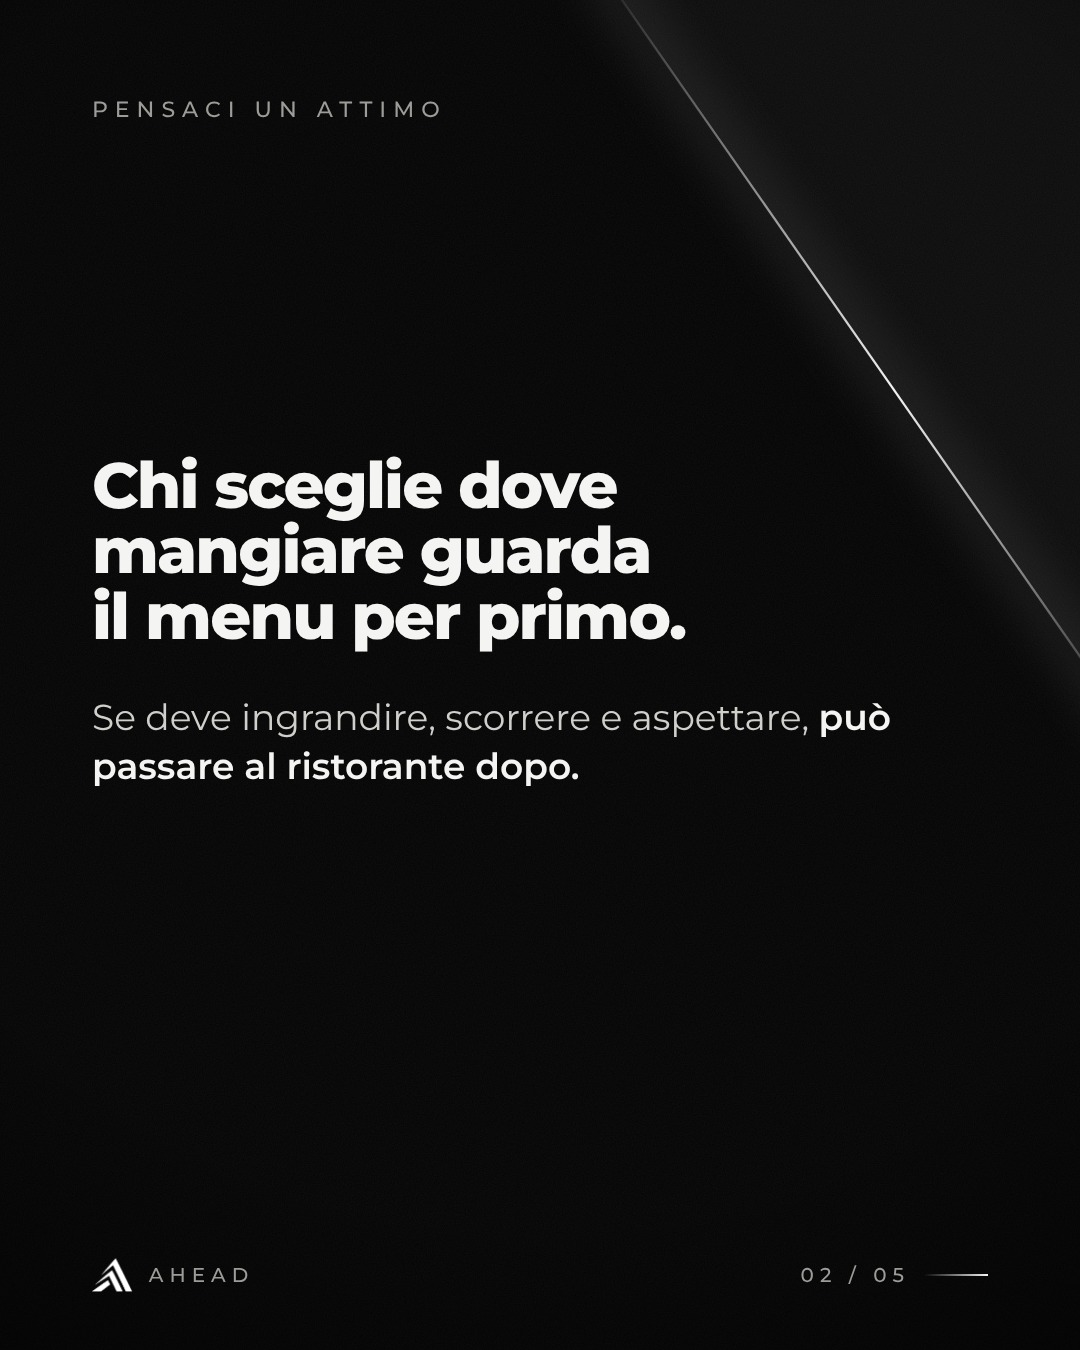 PENSACI UN ATTIMO
Chi sceglie dove
mangiare guarda
il menu per primo.
Se deve ingrandire, scorrere e aspettare, può
passare al ristorante dopo.
AHEAD
02 / 05